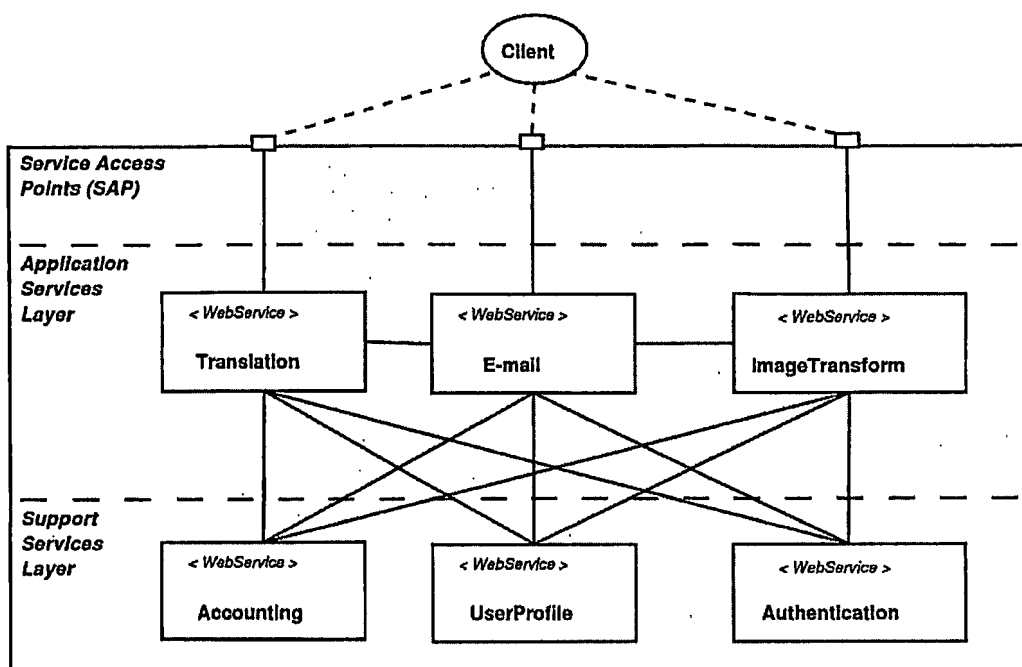 Client
Service Access
Points (SAP)
Application
Services
Layer
< WebService >
Translation
< WebService >
E-mail
< WebService >
ImageTransform
Support
Services
Layer
< WebService >
Accounting
< WebService >
UserProfile
< WebService >
Authentication